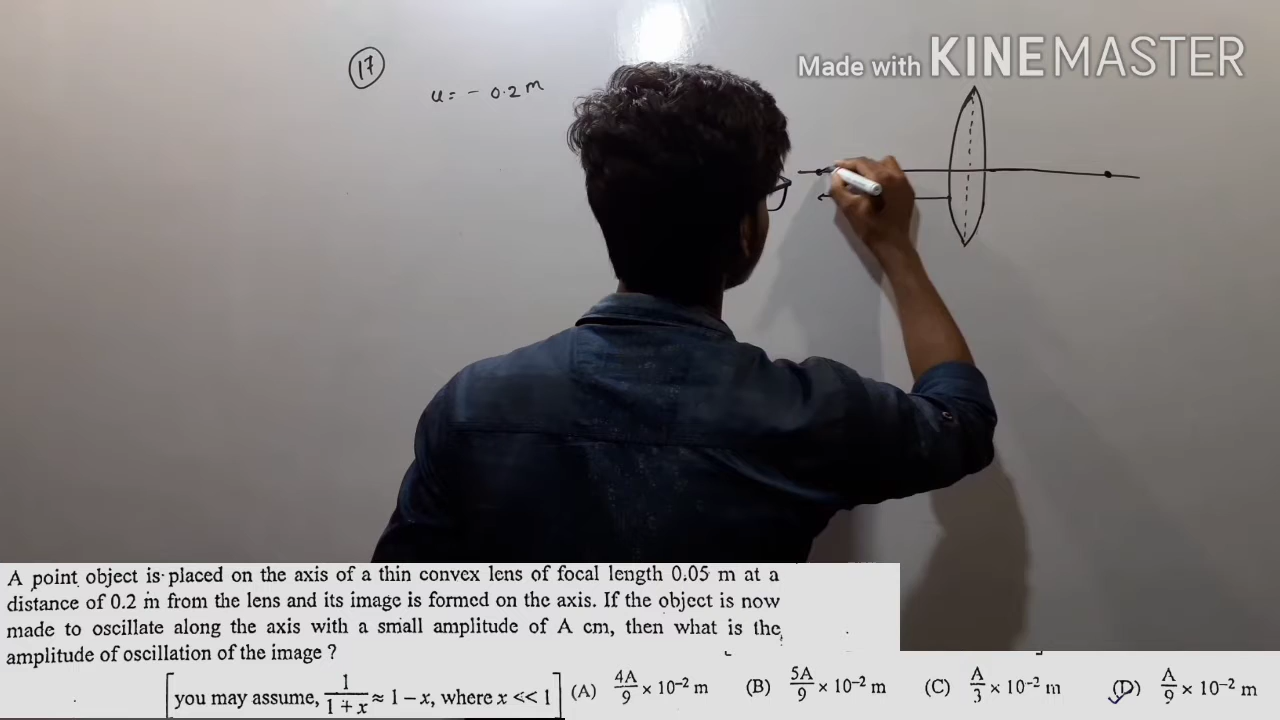 Made with KINEMASTER
17
u = - 0.2 m
A point object is placed on the axis of a thin convex lens of focal length 0.05 m at a
distance of 0.2 m from the lens and its image is formed on the axis. If the object is now
made to oscillate along the axis with a small amplitude of A cm, then what is the
amplitude of oscillation of the image ?
[you may assume, 1/(1 + x) ≈ 1 – x, where x << 1] (A) 4A/9 × 10⁻² m (B) 5A/9 × 10⁻² m (C) A/3 × 10⁻² m (D) A/9 × 10⁻² m